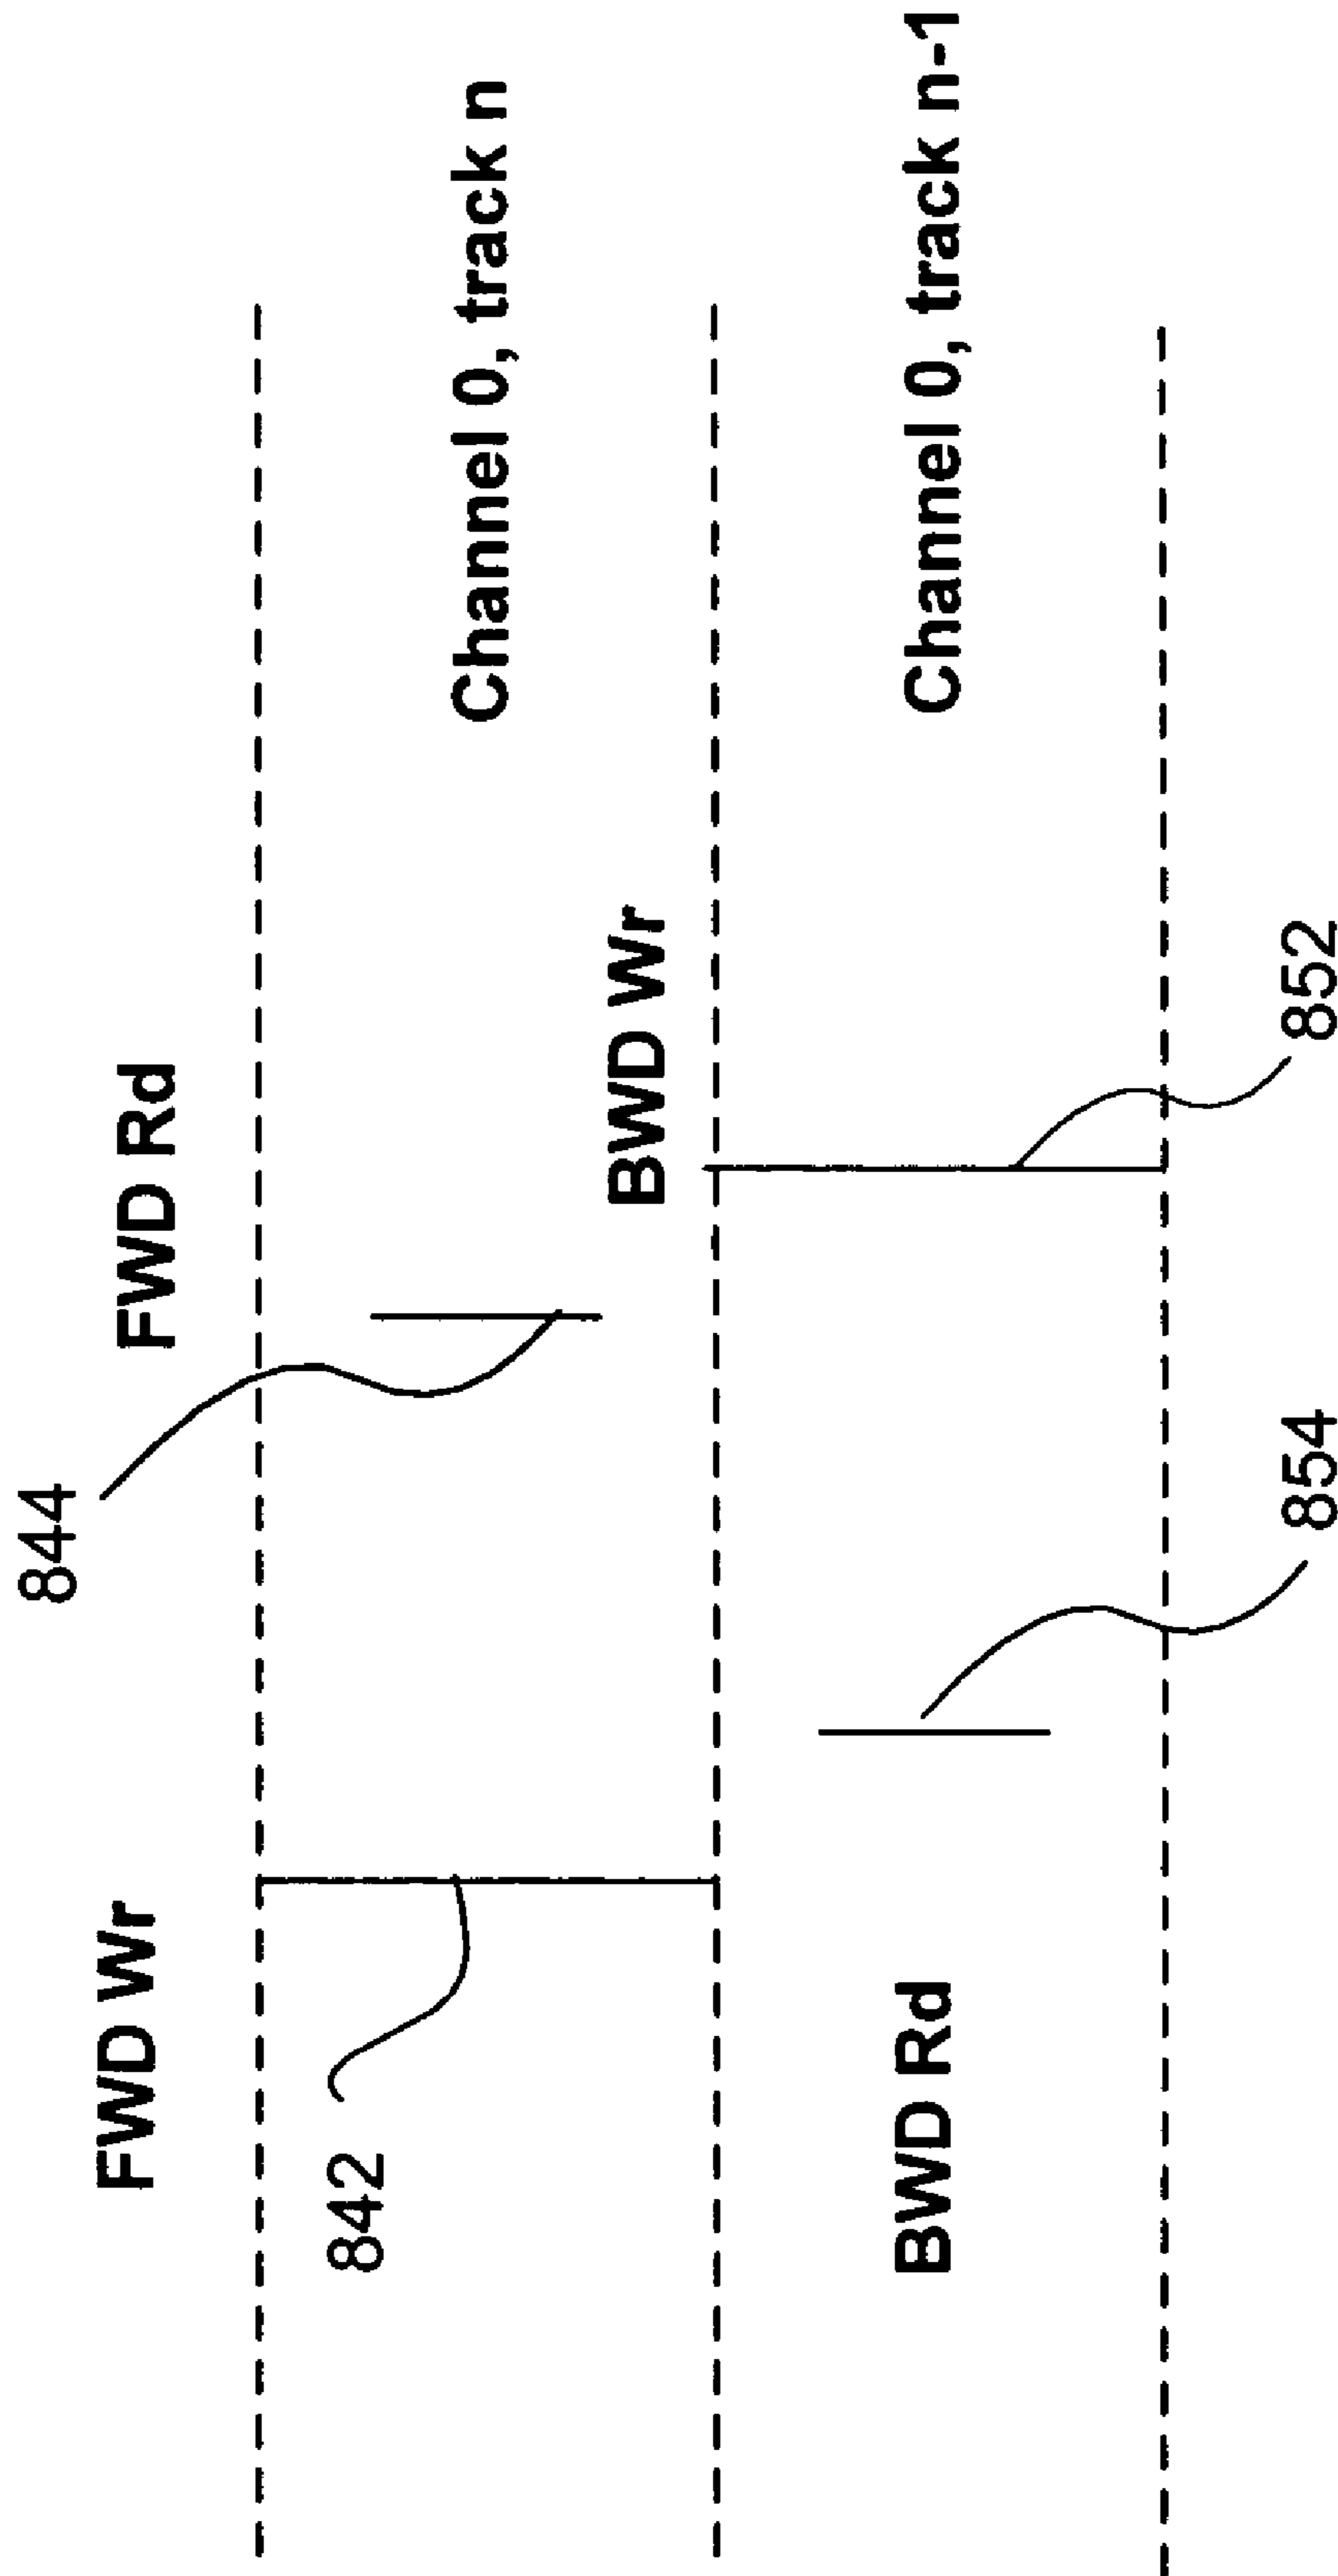 844
FWD Wr
FWD Rd
842
Channel 0, track n
BWD Wr
BWD Rd
Channel 0, track n-1
854
852